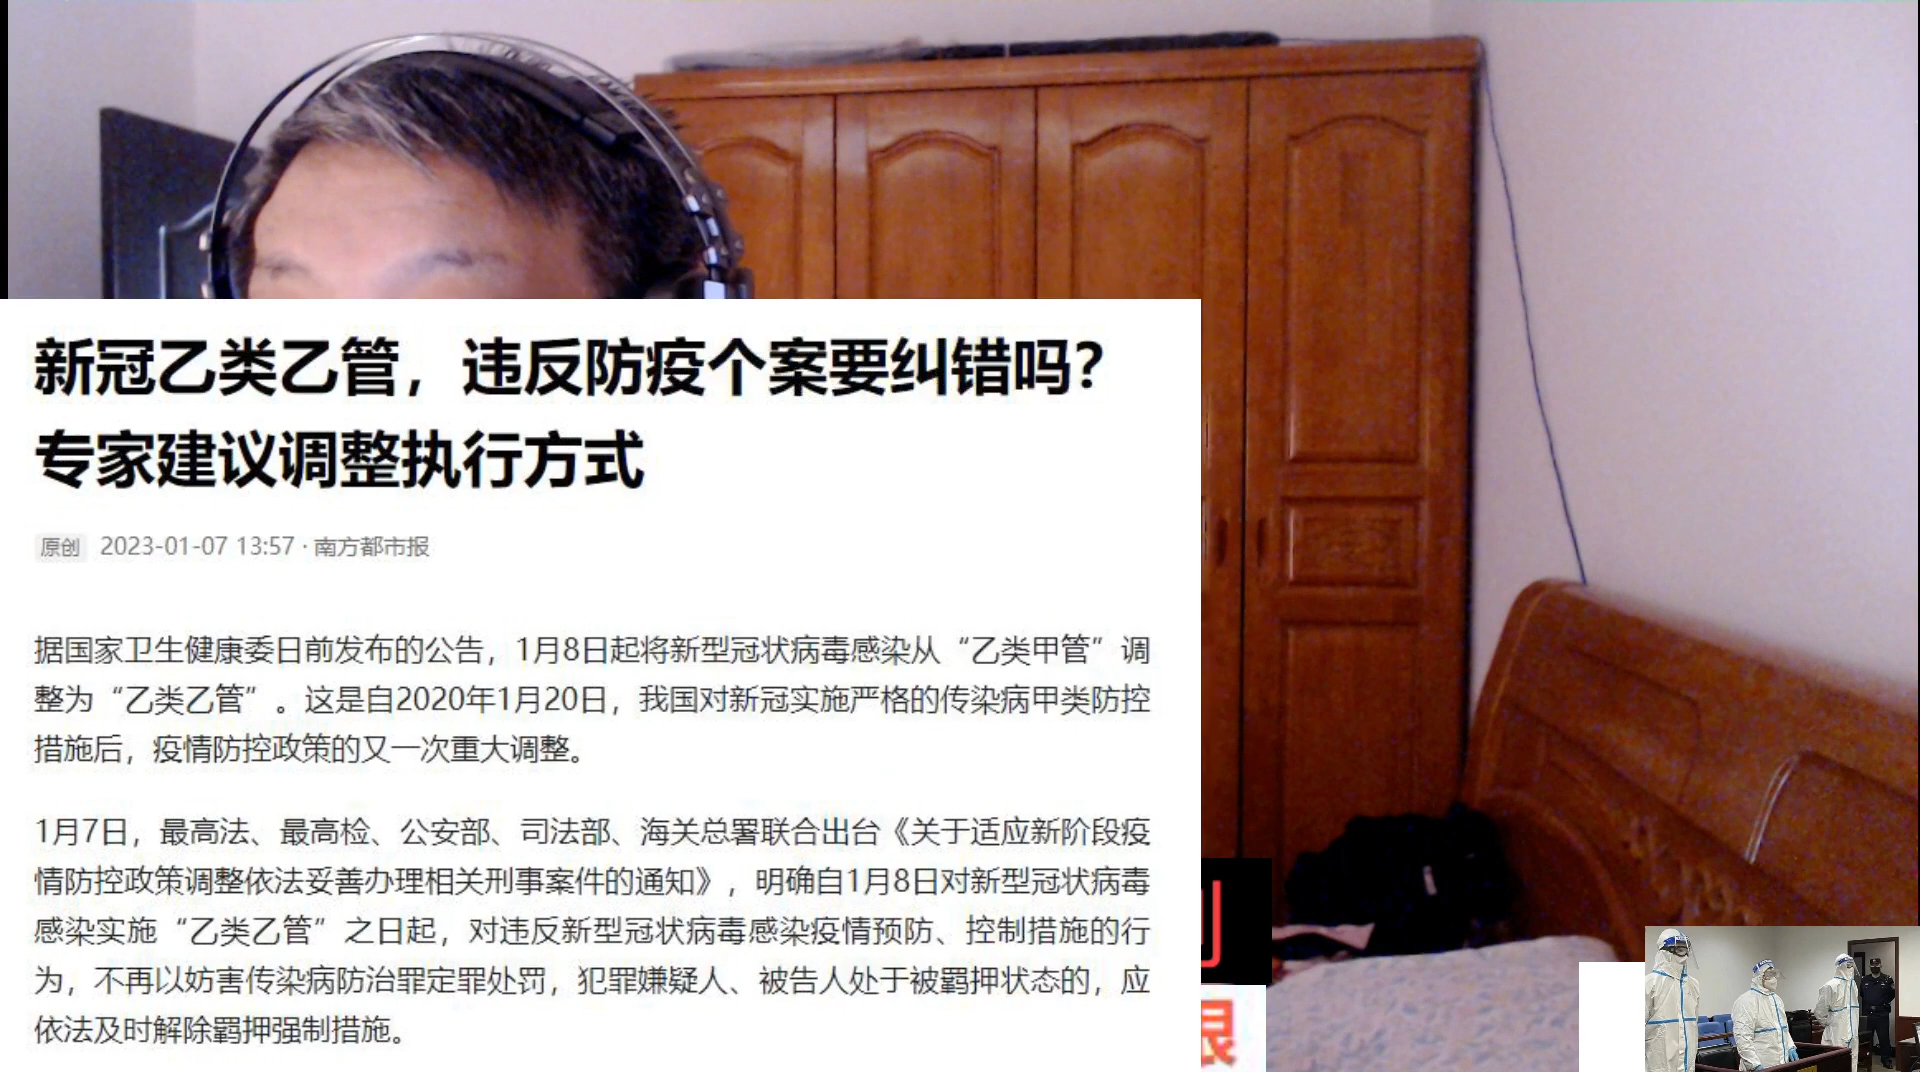 新冠乙类乙管，违反防疫个案要纠错吗？
专家建议调整执行方式
原创 2023-01-07 13:57 · 南方都市报
据国家卫生健康委日前发布的公告，1月8日起将新型冠状病毒感染从“乙类甲管”调
整为“乙类乙管”。这是自2020年1月20日，我国对新冠实施严格的传染病甲类防控
措施后，疫情防控政策的又一次重大调整。
1月7日，最高法、最高检、公安部、司法部、海关总署联合出台《关于适应新阶段疫
情防控政策调整依法妥善办理相关刑事案件的通知》，明确自1月8日对新型冠状病毒
感染实施“乙类乙管”之日起，对违反新型冠状病毒感染疫情预防、控制措施的行
为，不再以妨害传染病防治罪定罪处罚，犯罪嫌疑人、被告人处于被羁押状态的，应
依法及时解除羁押强制措施。